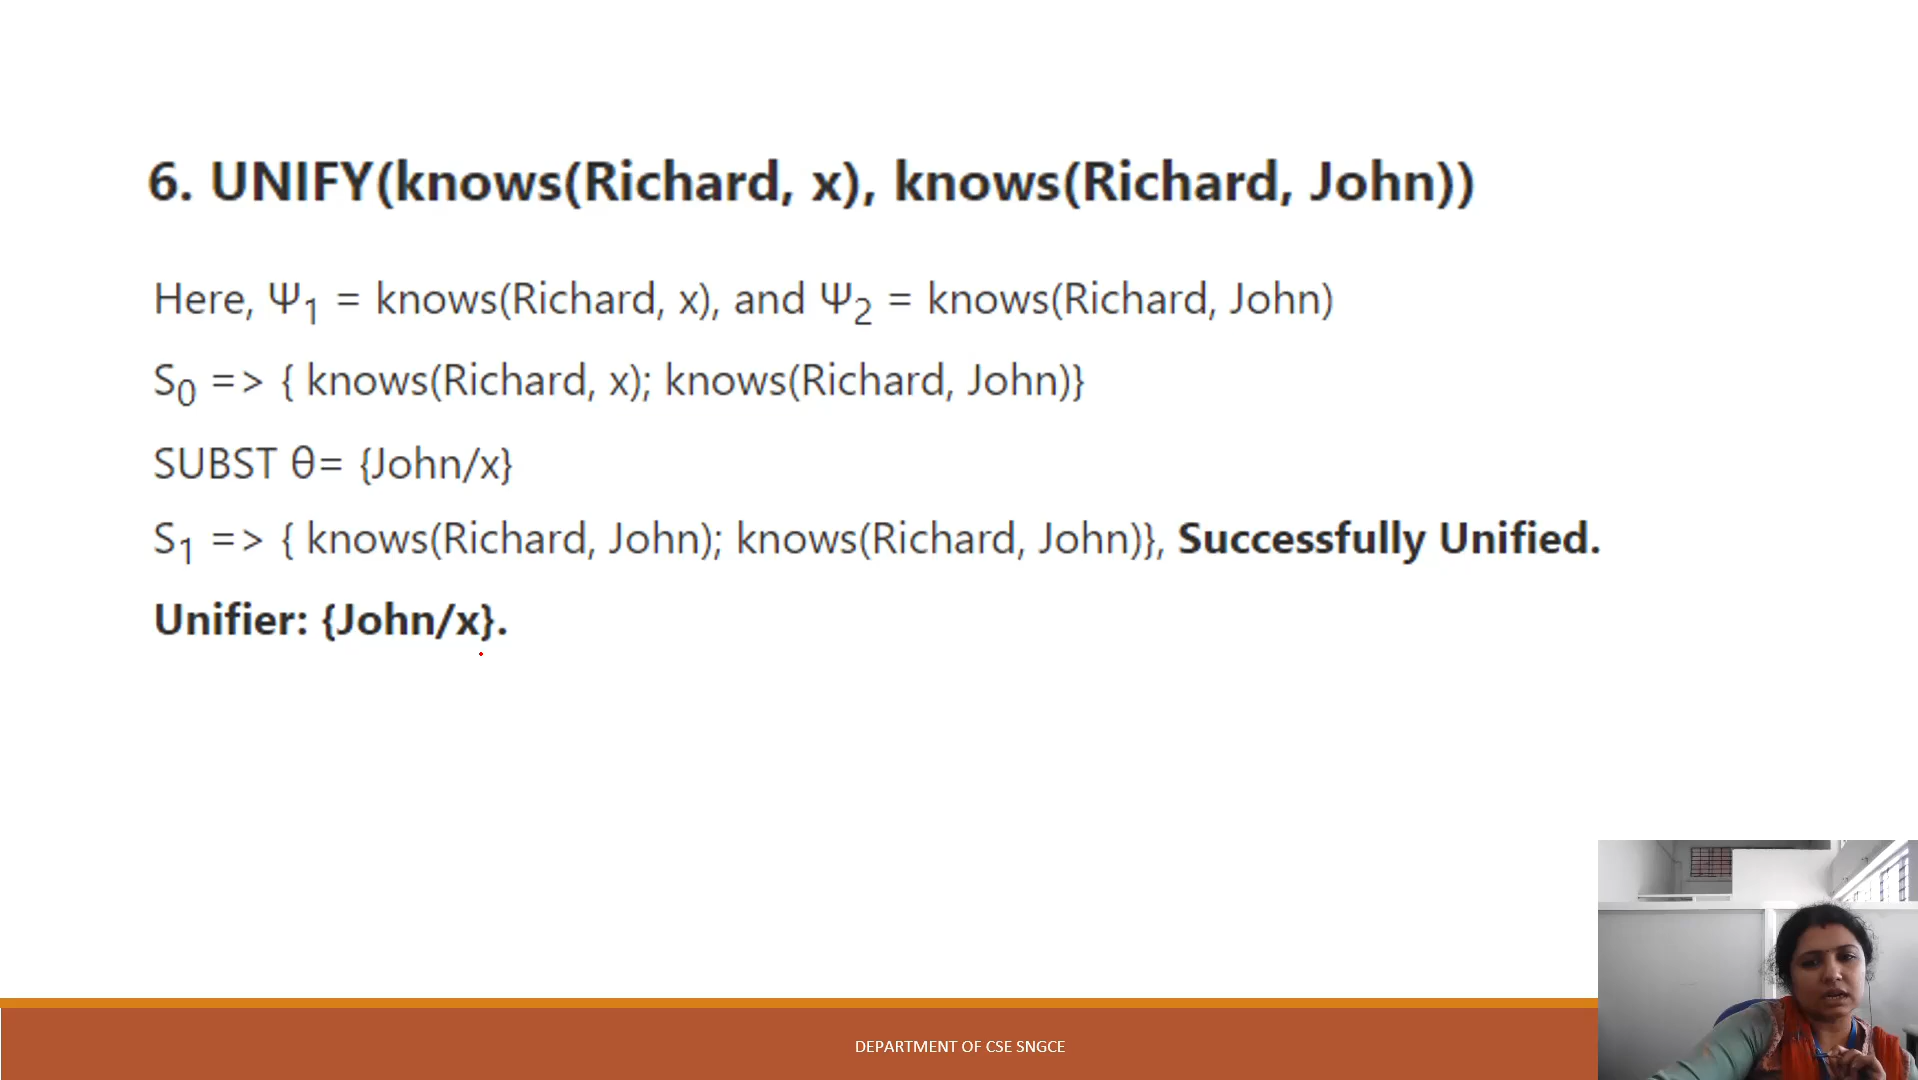 6. UNIFY(knows(Richard, x), knows(Richard, John))
Here, Ψ₁ = knows(Richard, x), and Ψ₂ = knows(Richard, John)
S₀ => { knows(Richard, x); knows(Richard, John)}
SUBST θ= {John/x}
S₁ => { knows(Richard, John); knows(Richard, John)}, Successfully Unified.
Unifier: {John/x}.
DEPARTMENT OF CSE SNGCE